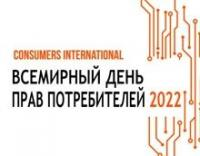 CONSUMERS INTERNATIONAL
ВСЕМИРНЫЙ ДЕНЬ
ПРАВ ПОТРЕБИТЕЛЕЙ 2022